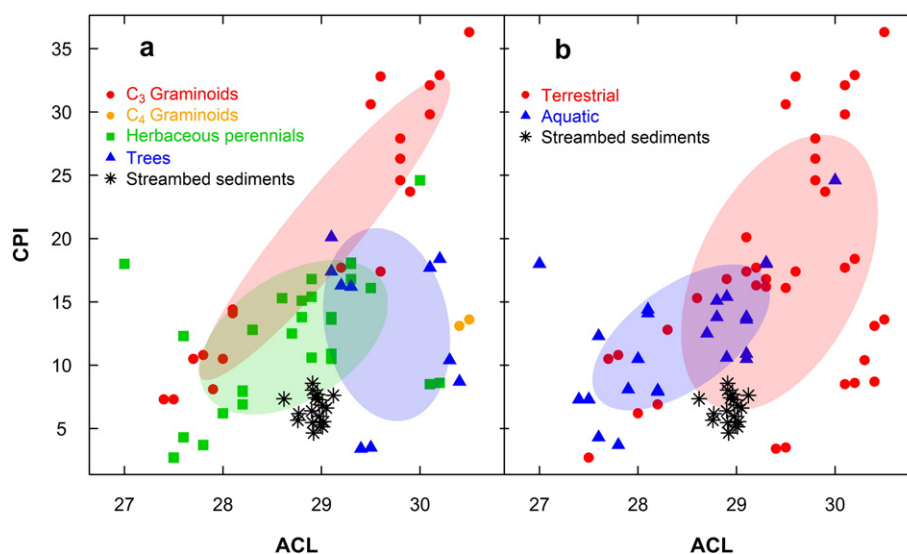 a
C₃ Graminoids
C₄ Graminoids
Herbaceous perennials
Trees
Streambed sediments
b
Terrestrial
Aquatic
Streambed sediments
CPI
35
30
25
20
15
10
5
27 28 29 30
27 28 29 30
ACL
ACL